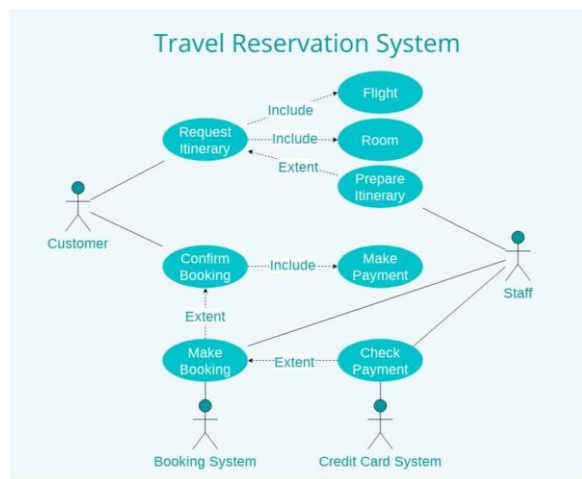 Travel Reservation System
Flight
Include
Request
Itinerary
Include
Room
Extent
Prepare
Itinerary
Customer
Confirm
Booking
Include
Make
Payment
Staff
Extent
Make
Booking
Extent
Check
Payment
Booking System
Credit Card System